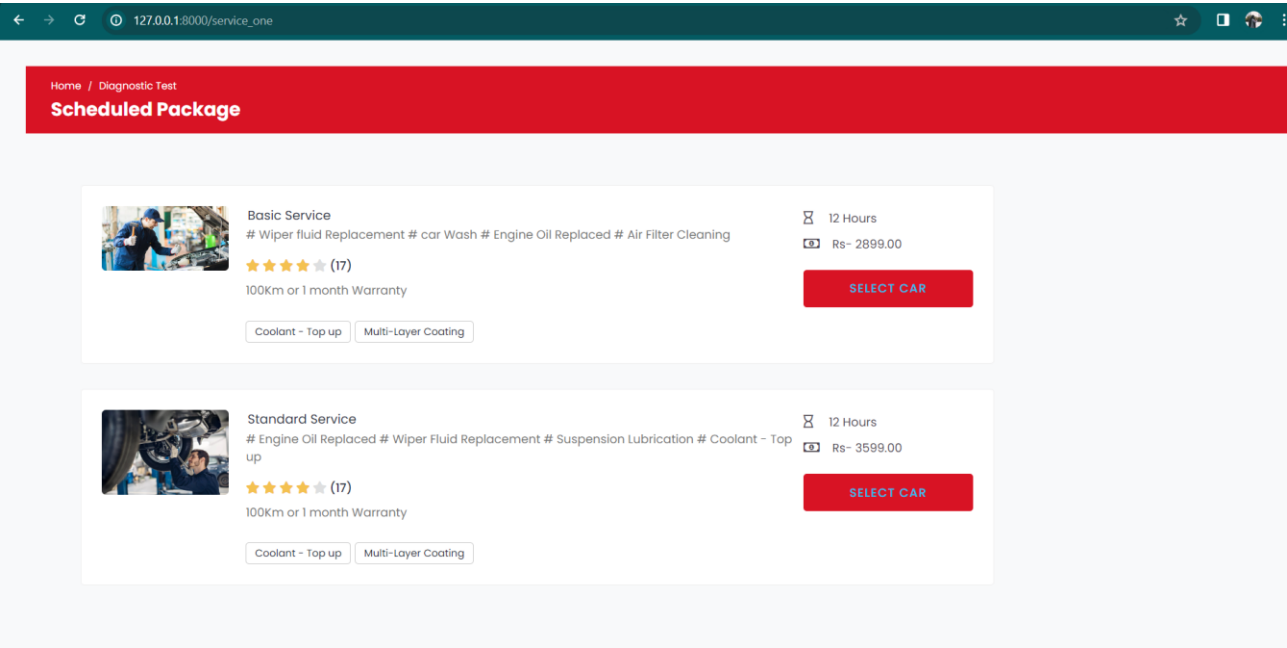 127.0.0.1:8000/service_one
Home / Diagnostic Test
Scheduled Package
Basic Service
# Wiper fluid Replacement # car Wash # Engine Oil Replaced # Air Filter Cleaning
(17)
100Km or 1 month Warranty
Coolant - Top up
Multi-Layer Coating
12 Hours
Rs- 2899.00
SELECT CAR
Standard Service
# Engine Oil Replaced # Wiper Fluid Replacement # Suspension Lubrication # Coolant - Top
up
(17)
100Km or 1 month Warranty
Coolant - Top up
Multi-Layer Coating
12 Hours
Rs- 3599.00
SELECT CAR